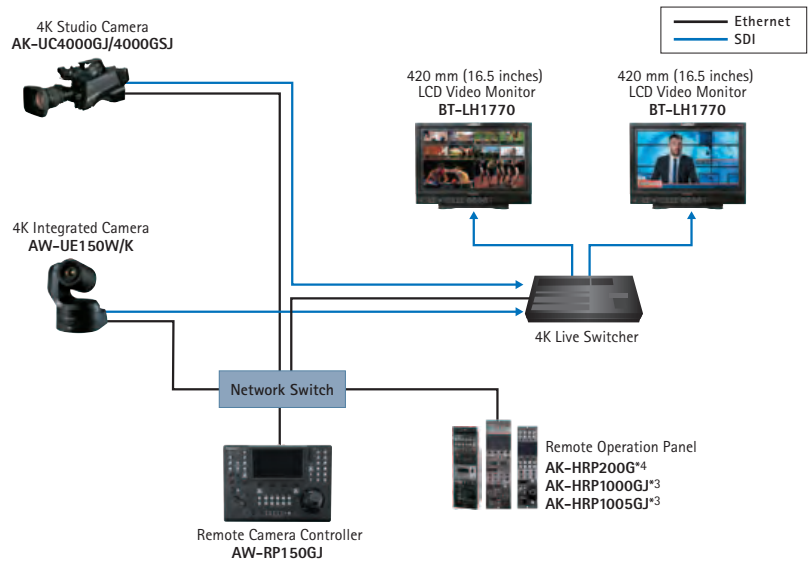 Ethernet
SDI
4K Studio Camera
AK-UC4000GJ/4000GSJ
420 mm (16.5 inches)
LCD Video Monitor
BT-LH1770
420 mm (16.5 inches)
LCD Video Monitor
BT-LH1770
4K Integrated Camera
AW-UE150W/K
4K Live Switcher
Network Switch
Remote Operation Panel
AK-HRP200G*4
AK-HRP1000GJ*3
AK-HRP1005GJ*3
Remote Camera Controller
AW-RP150GJ